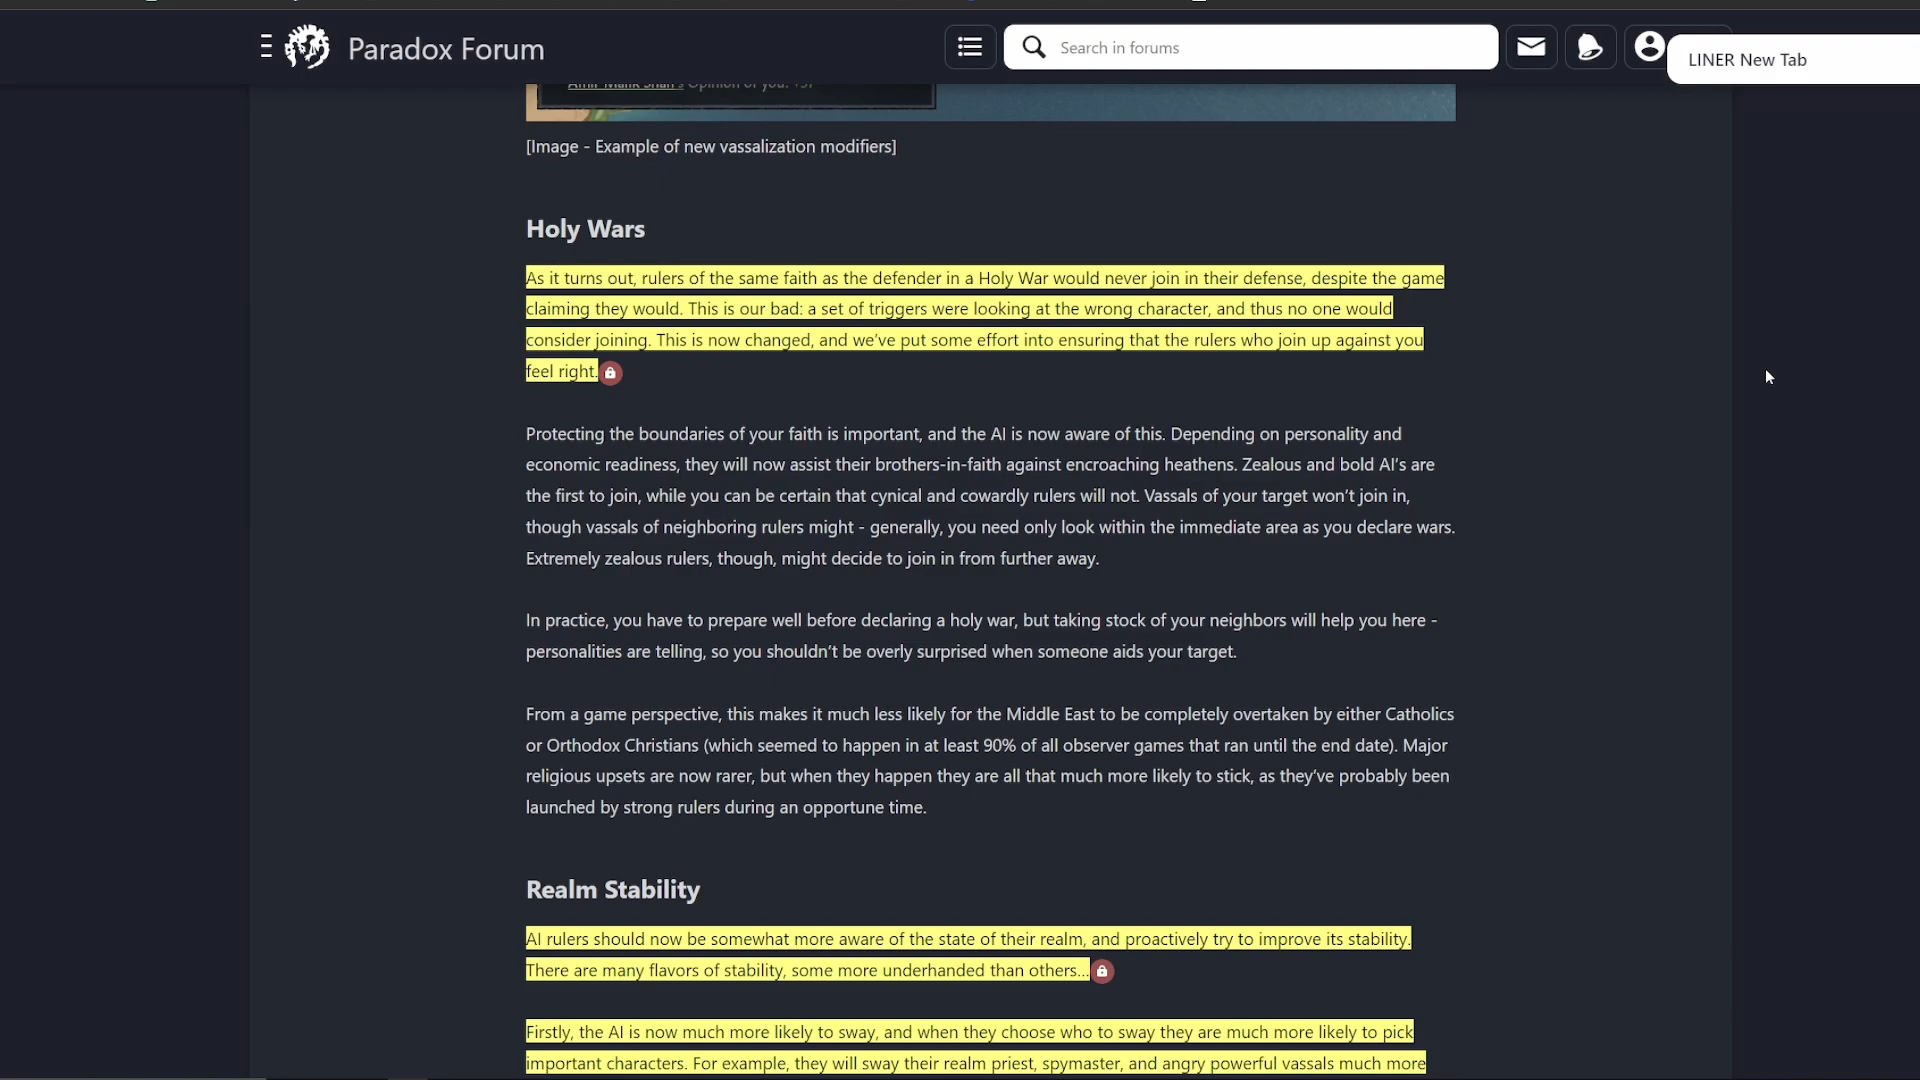 Paradox Forum
Search in forums
LINER New Tab
Opinion of you:
[Image - Example of new vassalization modifiers]
Holy Wars
As it turns out, rulers of the same faith as the defender in a Holy War would never join in their defense, despite the game
claiming they would. This is our bad: a set of triggers were looking at the wrong character, and thus no one would
consider joining. This is now changed, and we've put some effort into ensuring that the rulers who join up against you
feel right.
Protecting the boundaries of your faith is important, and the AI is now aware of this. Depending on personality and
economic readiness, they will now assist their brothers-in-faith against encroaching heathens. Zealous and bold AI's are
the first to join, while you can be certain that cynical and cowardly rulers will not. Vassals of your target won't join in,
though vassals of neighboring rulers might - generally, you need only look within the immediate area as you declare wars.
Extremely zealous rulers, though, might decide to join in from further away.
In practice, you have to prepare well before declaring a holy war, but taking stock of your neighbors will help you here -
personalities are telling, so you shouldn't be overly surprised when someone aids your target.
From a game perspective, this makes it much less likely for the Middle East to be completely overtaken by either Catholics
or Orthodox Christians (which seemed to happen in at least 90% of all observer games that ran until the end date). Major
religious upsets are now rarer, but when they happen they are all that much more likely to stick, as they've probably been
launched by strong rulers during an opportune time.
Realm Stability
AI rulers should now be somewhat more aware of the state of their realm, and proactively try to improve its stability.
There are many flavors of stability, some more underhanded than others...
Firstly, the AI is now much more likely to sway, and when they choose who to sway they are much more likely to pick
important characters. For example, they will sway their realm priest, spymaster, and angry powerful vassals much more